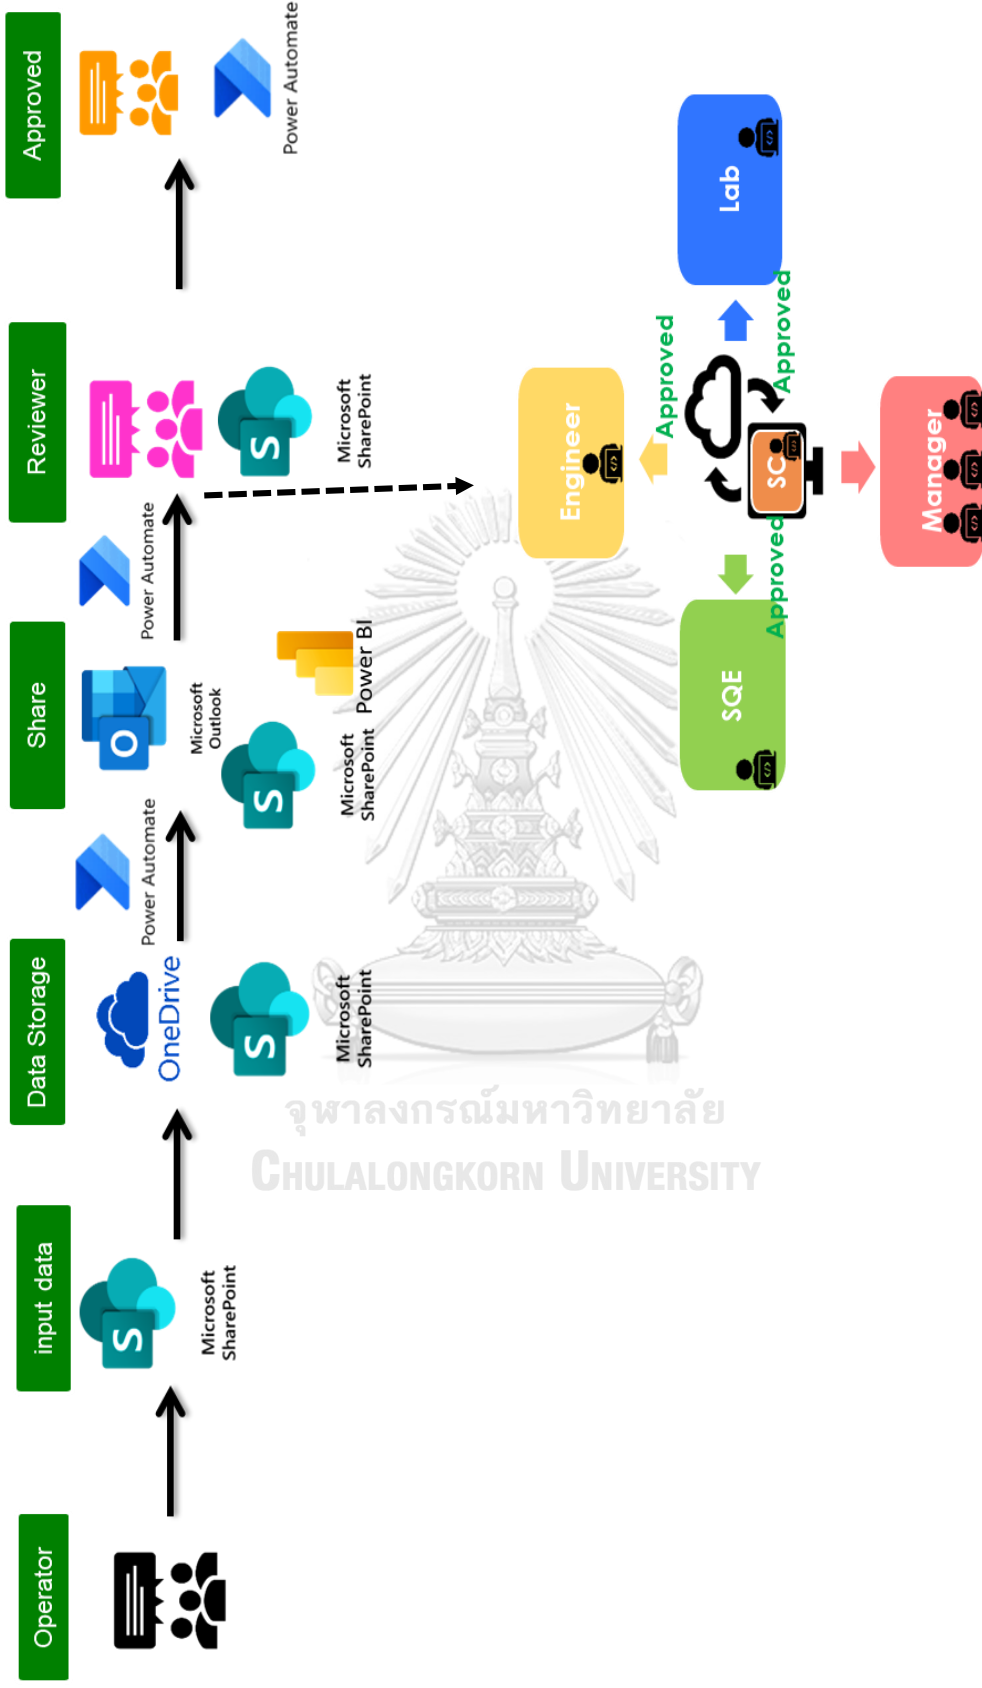 Operator
input data
Data Storage
Share
Reviewer
Approved
Microsoft
SharePoint
OneDrive
Microsoft
SharePoint
Power Automate
Microsoft
Outlook
Microsoft
SharePoint
Power BI
Power Automate
Microsoft
SharePoint
Power Automate
Engineer
Approved
SQE
Approved
SC
Approved
Lab
Manager
จุฬาลงกรณ์มหาวิทยาลัย
CHULALONGKORN UNIVERSITY